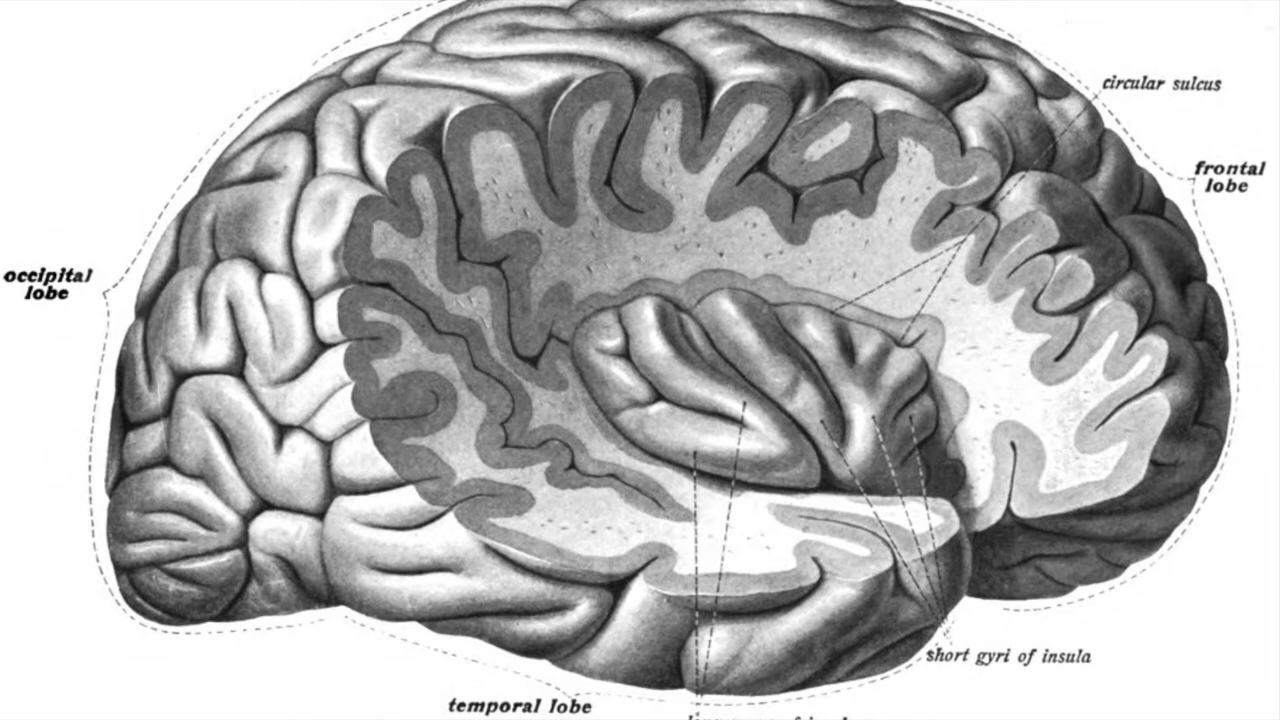 circular sulcus
frontal
lobe
occipital
lobe
short gyri of insula
temporal lobe